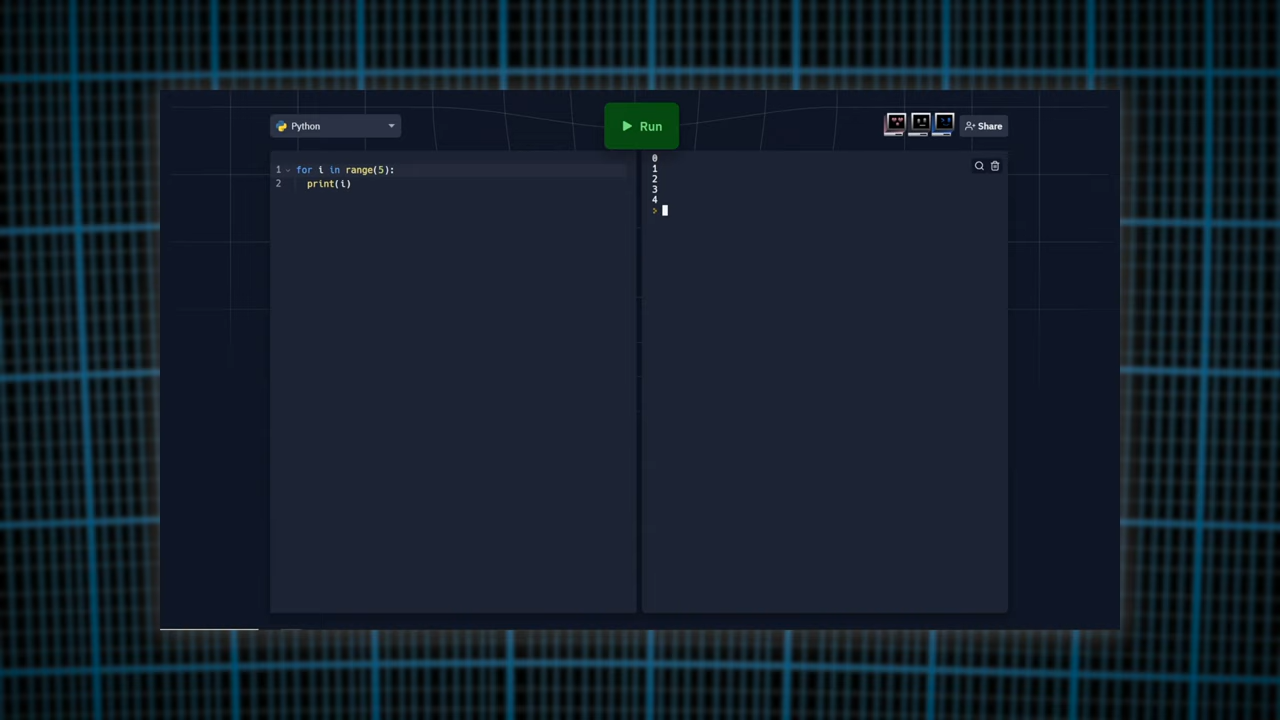 Python
Run
Share
1 for i in range(5):
2 print(i)
0
1
2
3
4
>